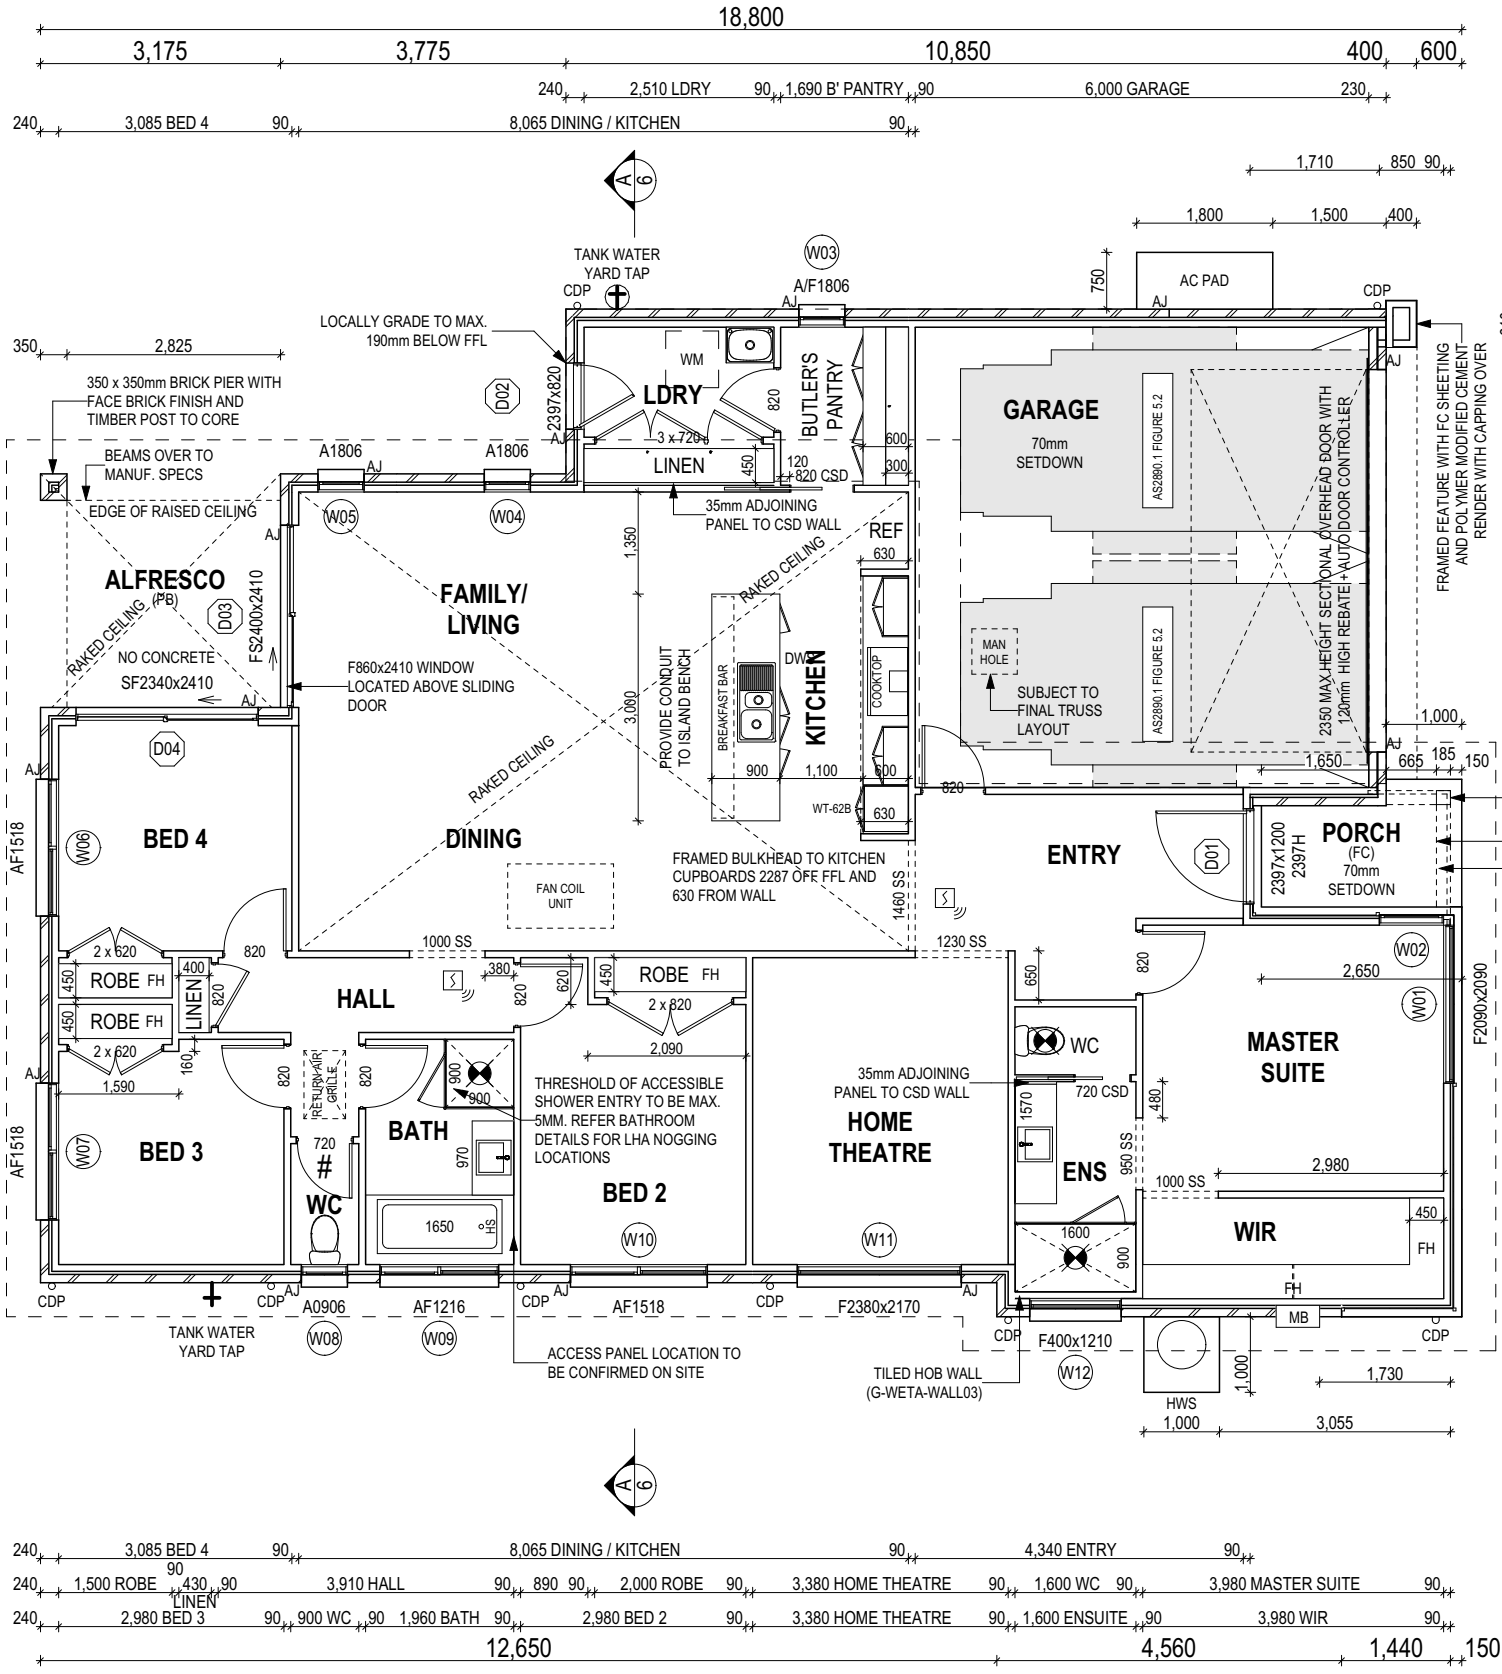 18,800
3,175
3,775
10,850
400
600
240
2,510 LDRY
90
1,690 B' PANTRY
90
6,000 GARAGE
230
240
3,085 BED 4
90
8,065 DINING / KITCHEN
90
1,710
850
90
A
6
1,800
1,500
400
TANK WATER
YARD TAP
W03
A/F1806
750
AC PAD
CDP
AJ
AJ
CDP
LOCALLY GRADE TO MAX.
190mm BELOW FFL
350
2,825
350 x 350mm BRICK PIER WITH
FACE BRICK FINISH AND
TIMBER POST TO CORE
D02
2397x820
WM
LDRY
820
BUTLER'S
PANTRY
GARAGE
70mm
SETDOWN
AS2890.1 FIGURE 5.2
2350 MAX HEIGHT SECTIONAL OVERHEAD DOOR WITH
120mm HIGH REBATE + AUTO DOOR CONTROLLER
AJ
FRAMED FEATURE WITH FC SHEETING
AND POLYMER MODIFIED CEMENT
RENDER WITH CAPPING OVER
BEAMS OVER TO
MANUF. SPECS
A1806
AJ
A1806
AJ
3 x 720
LINEN
450
120
820 CSD
600
300
EDGE OF RAISED CEILING
W05
W04
35mm ADJOINING
PANEL TO CSD WALL
REF
630
AJ
1,350
RAKED CEILING
ALFRESCO
(PB)
D03
FS2400x2410
RAKED CEILING
FAMILY/
LIVING
NO CONCRETE
SF2340x2410
AJ
F860x2410 WINDOW
LOCATED ABOVE SLIDING
DOOR
3,000
PROVIDE CONDUIT
TO ISLAND BENCH
BREAKFAST BAR
DW
KITCHEN
COOKTOP
MAN
HOLE
SUBJECT TO
FINAL TRUSS
LAYOUT
AS2890.1 FIGURE 5.2
1,000
AJ
D04
AJ
RAKED CEILING
900
1,100
600
820
1,650
665
185
150
WT-62B
630
AF1518
W06
BED 4
DINING
FRAMED BULKHEAD TO KITCHEN
CUPBOARDS 2287 OFF FFL AND
630 FROM WALL
ENTRY
D01
2397x1200
2397H
PORCH
(FC)
70mm
SETDOWN
FAN COIL
UNIT
1460 SS
2 x 620
820
1000 SS
1230 SS
W02
450
ROBE FH
400
LINEN
820
380
820
620
450
ROBE FH
650
820
2,650
W01
HALL
F2090x2090
450
ROBE FH
2 x 820
2 x 620
160
820
RETURN AIR
GRILLE
820
900
900
2,090
WC
MASTER
SUITE
AJ
1,590
THRESHOLD OF ACCESSIBLE
SHOWER ENTRY TO BE MAX.
5MM. REFER BATHROOM
DETAILS FOR LHA NOGGING
LOCATIONS
35mm ADJOINING
PANEL TO CSD WALL
720 CSD
1570
480
AF1518
W07
BED 3
720
#
WC
BATH
970
HOME
THEATRE
BED 2
ENS
950 SS
2,980
1000 SS
1650
HS
W10
W11
1600
900
WIR
450
FH
FH
CDP
CDP
AJ
A0906
AF1216
CDP
AJ
AF1518
CDP
F2380x2170
AJ
CDP
F400x1210
MB
CDP
TANK WATER
YARD TAP
W08
W09
W12
ACCESS PANEL LOCATION TO
BE CONFIRMED ON SITE
TILED HOB WALL
(G-WETA-WALL03)
1,000
HWS
1,730
1,000
3,055
A
6
240
3,085 BED 4
90
8,065 DINING / KITCHEN
90
4,340 ENTRY
90
240
1,500 ROBE
90
430
LINEN
90
3,910 HALL
90
890
90
2,000 ROBE
90
3,380 HOME THEATRE
90
1,600 WC
90
3,980 MASTER SUITE
90
240
2,980 BED 3
90
900 WC
90
1,960 BATH
90
2,980 BED 2
90
3,380 HOME THEATRE
90
1,600 ENSUITE
90
3,980 WIR
90
12,650
4,560
1,440
150